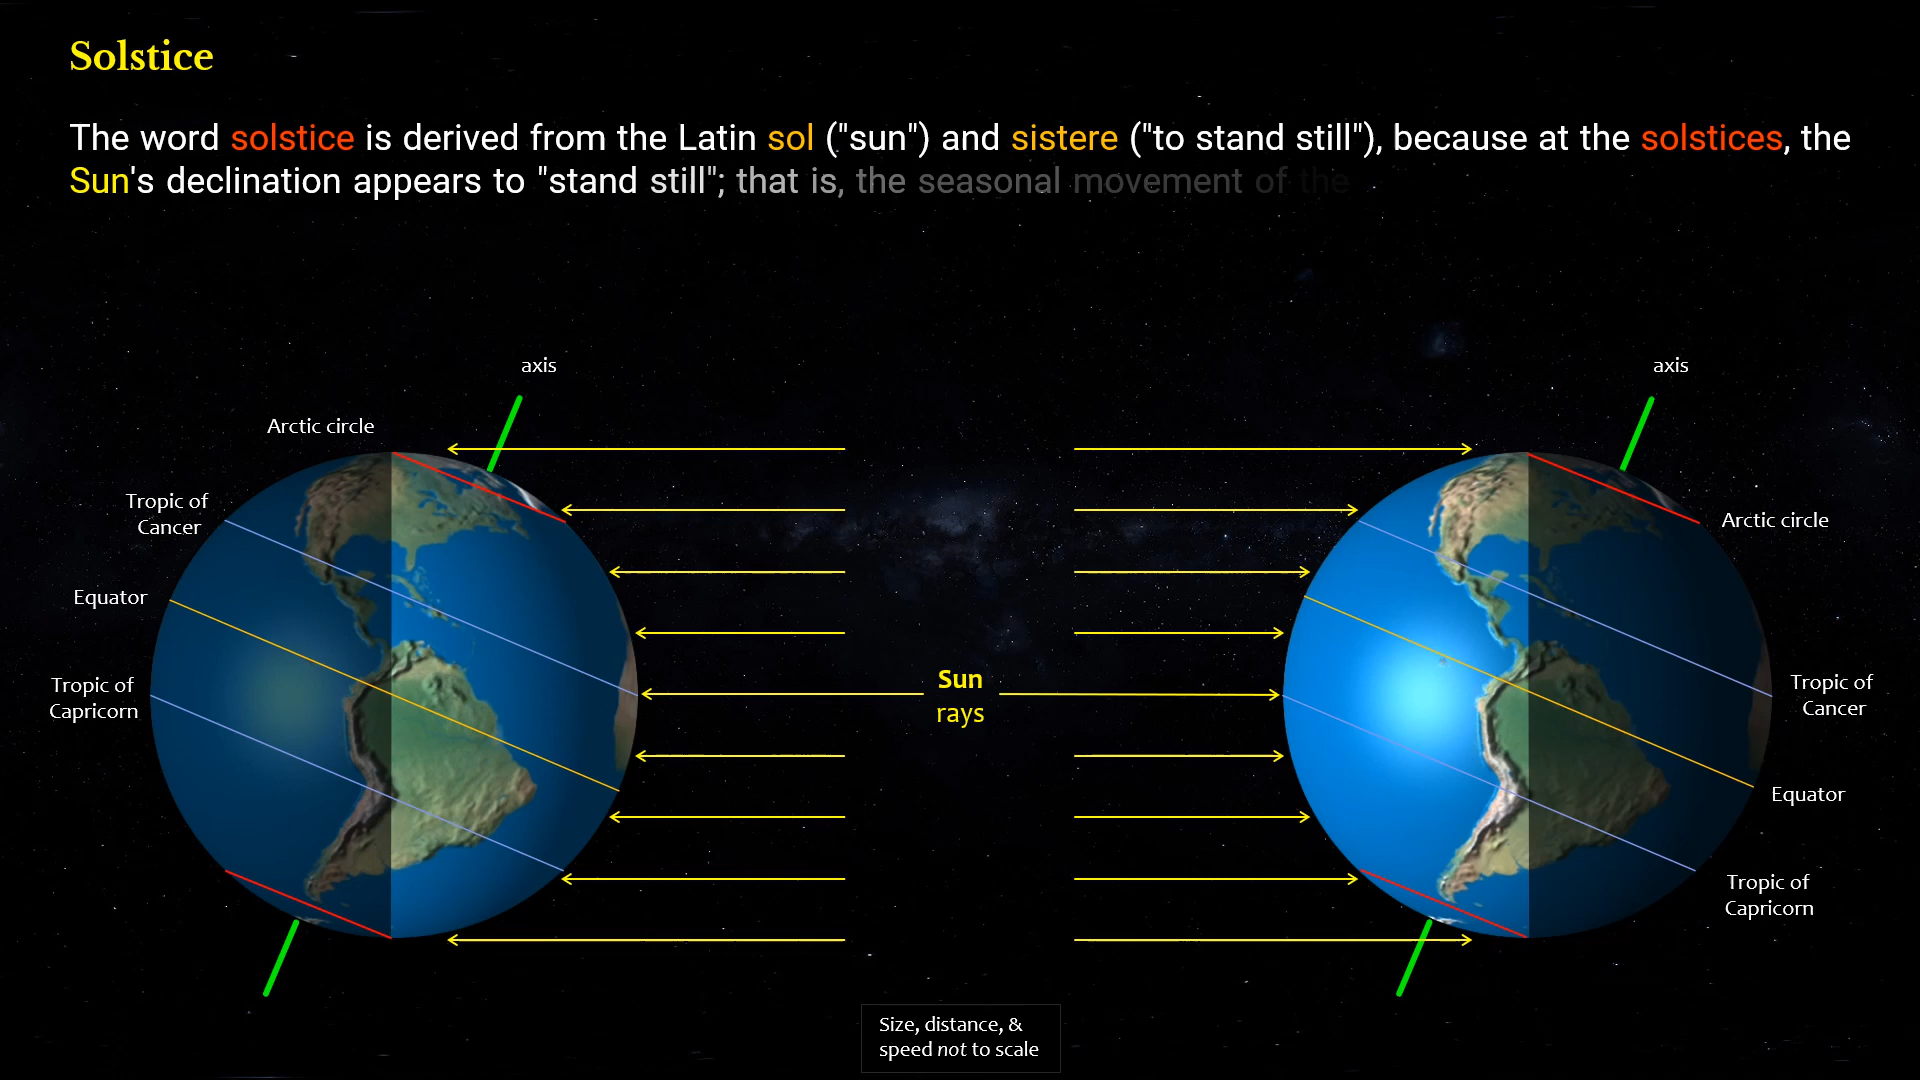 Solstice
The word solstice is derived from the Latin sol ("sun") and sistere ("to stand still"), because at the solstices, the
Sun's declination appears to "stand still"; that is, the seasonal movement of the
axis
axis
Arctic circle
Tropic of
Cancer
Arctic circle
Equator
Tropic of
Capricorn
Sun
rays
Tropic of
Cancer
Equator
Tropic of
Capricorn
Size, distance, &
speed not to scale